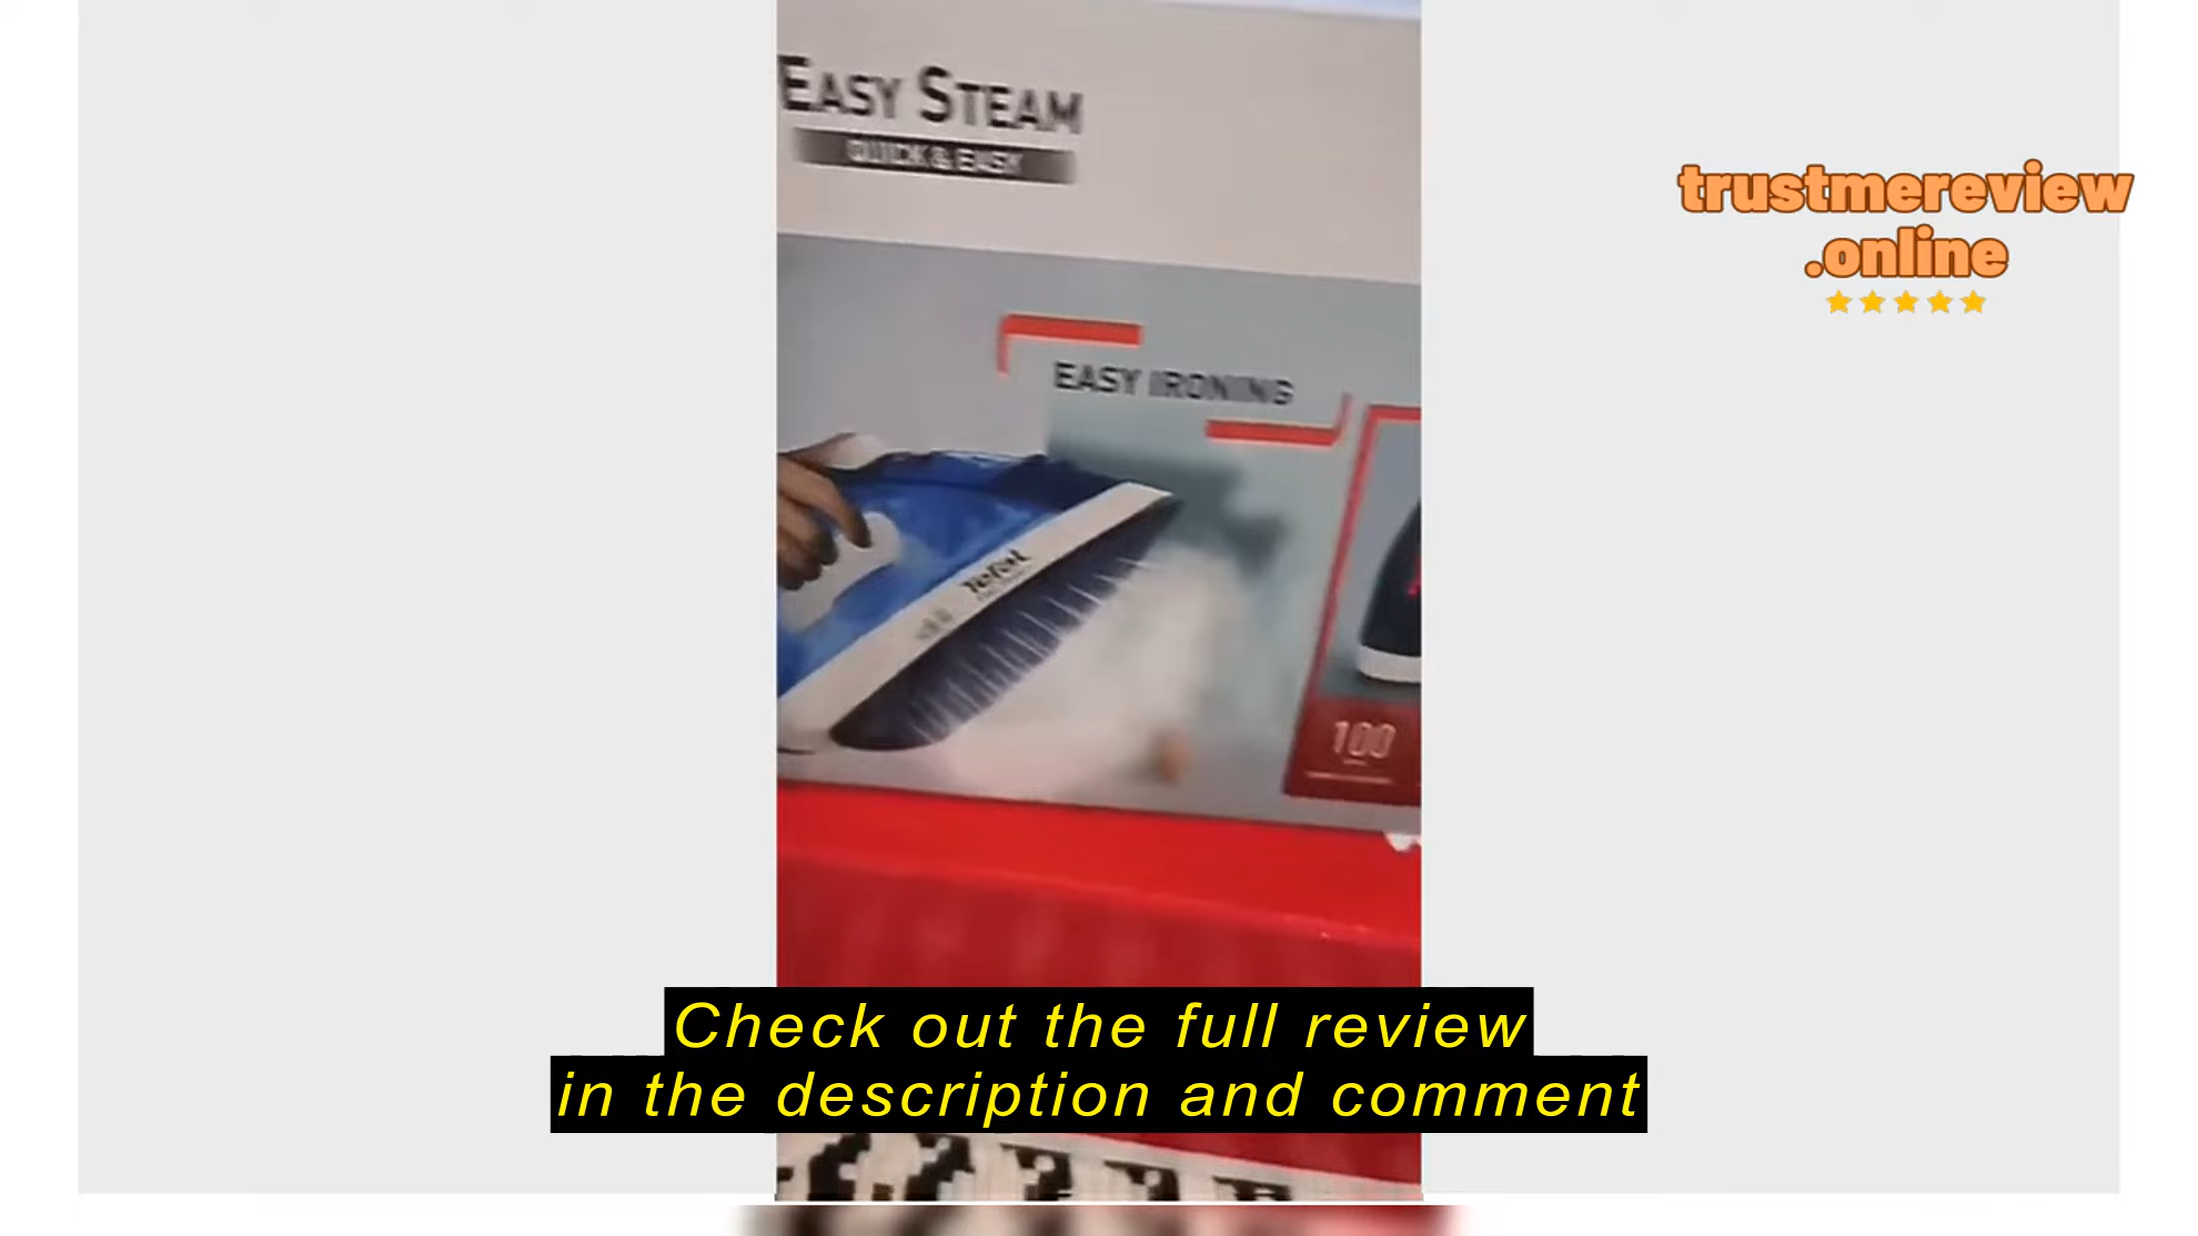 EASY STEAM
QUICK & EASY
trustmereview
.online
EASY IRONING
Tefal
100
Check out the full review
in the description and comment